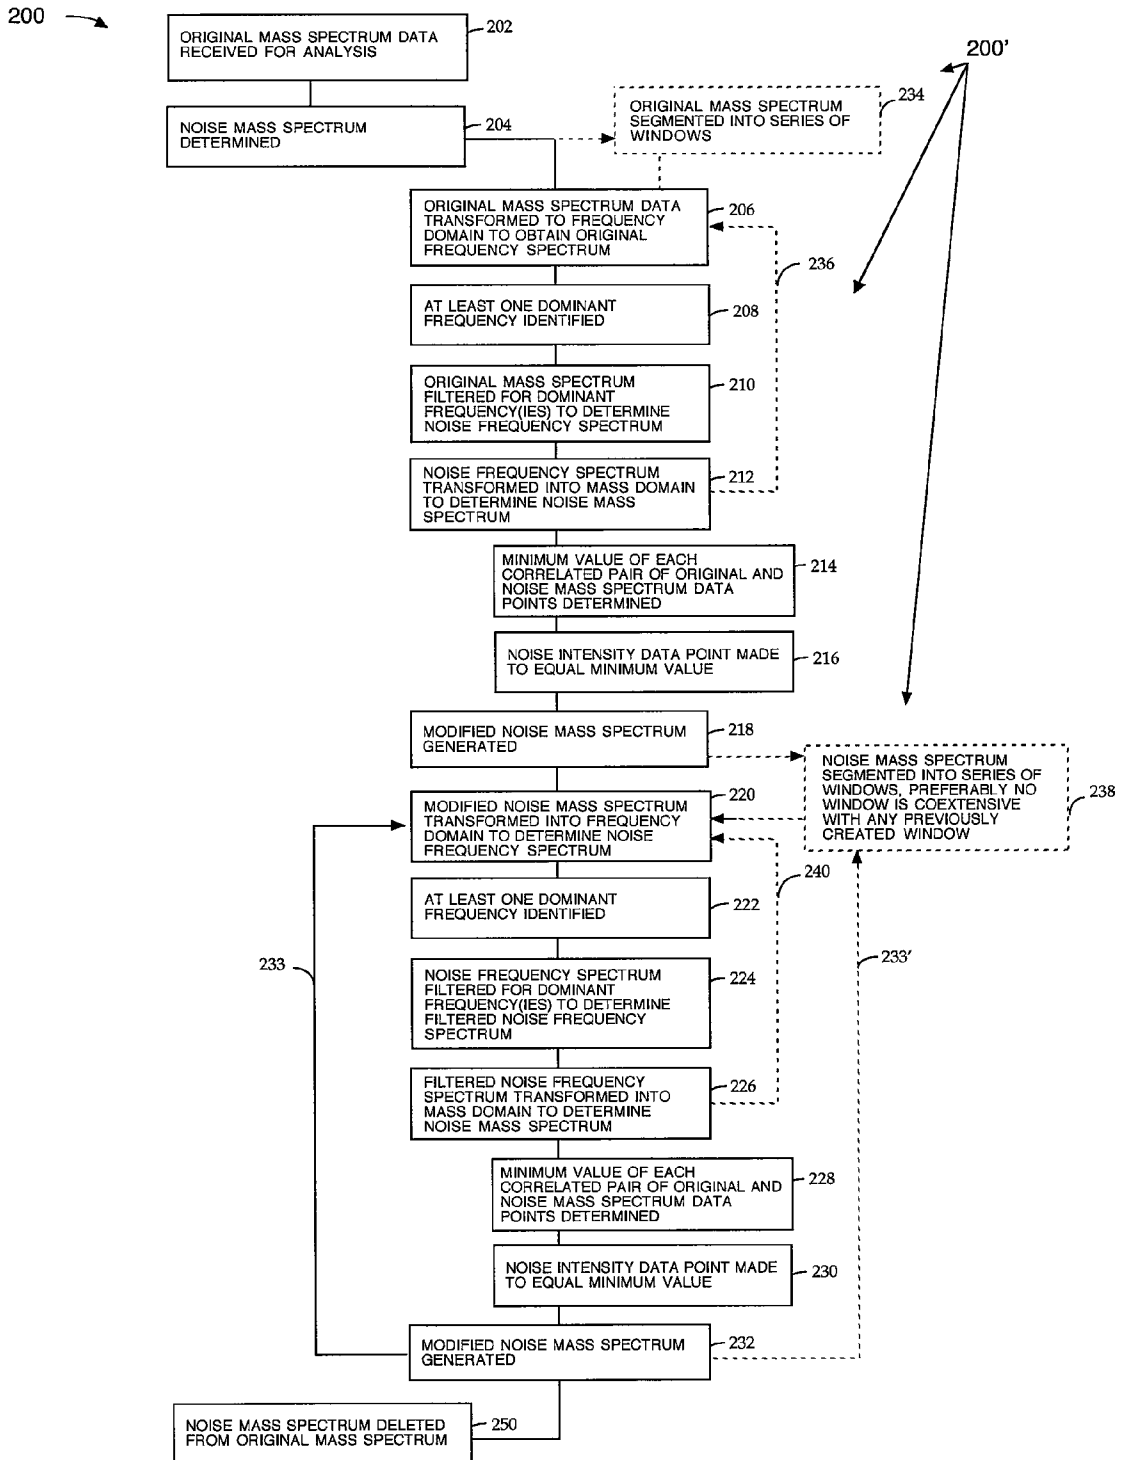 200
ORIGINAL MASS SPECTRUM DATA
RECEIVED FOR ANALYSIS
202
200'
NOISE MASS SPECTRUM
DETERMINED
204
ORIGINAL MASS SPECTRUM
SEGMENTED INTO SERIES OF
WINDOWS
234
ORIGINAL MASS SPECTRUM DATA
TRANSFORMED TO FREQUENCY
DOMAIN TO OBTAIN ORIGINAL
FREQUENCY SPECTRUM
206
236
AT LEAST ONE DOMINANT
FREQUENCY IDENTIFIED
208
ORIGINAL MASS SPECTRUM
FILTERED FOR DOMINANT
FREQUENCY(IES) TO DETERMINE
NOISE FREQUENCY SPECTRUM
210
NOISE FREQUENCY SPECTRUM
TRANSFORMED INTO MASS DOMAIN
TO DETERMINE NOISE MASS
SPECTRUM
212
MINIMUM VALUE OF EACH
CORRELATED PAIR OF ORIGINAL AND
NOISE MASS SPECTRUM DATA
POINTS DETERMINED
214
NOISE INTENSITY DATA POINT MADE
TO EQUAL MINIMUM VALUE
216
MODIFIED NOISE MASS SPECTRUM
GENERATED
218
NOISE MASS SPECTRUM
SEGMENTED INTO SERIES OF
WINDOWS, PREFERABLY NO
WINDOW IS COEXTENSIVE
WITH ANY PREVIOUSLY
CREATED WINDOW
238
MODIFIED NOISE MASS SPECTRUM
TRANSFORMED INTO FREQUENCY
DOMAIN TO DETERMINE NOISE
FREQUENCY SPECTRUM
220
240
AT LEAST ONE DOMINANT
FREQUENCY IDENTIFIED
222
233
233'
NOISE FREQUENCY SPECTRUM
FILTERED FOR DOMINANT
FREQUENCY(IES) TO DETERMINE
FILTERED NOISE FREQUENCY
SPECTRUM
224
FILTERED NOISE FREQUENCY
SPECTRUM TRANSFORMED INTO
MASS DOMAIN TO DETERMINE
NOISE MASS SPECTRUM
226
MINIMUM VALUE OF EACH
CORRELATED PAIR OF ORIGINAL AND
NOISE MASS SPECTRUM DATA
POINTS DETERMINED
228
NOISE INTENSITY DATA POINT MADE
TO EQUAL MINIMUM VALUE
230
MODIFIED NOISE MASS SPECTRUM
GENERATED
232
NOISE MASS SPECTRUM DELETED
FROM ORIGINAL MASS SPECTRUM
250